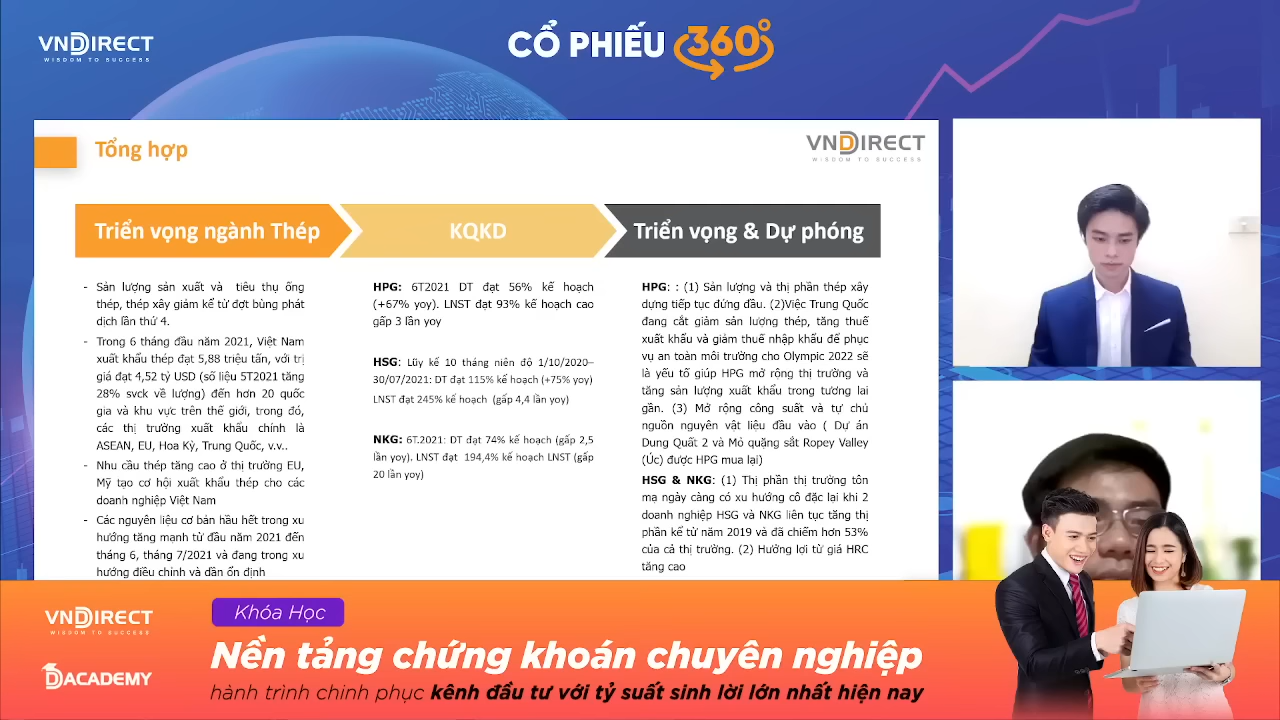 VNDIRECT
WISDOM TO SUCCESS
CỔ PHIẾU 360°
Tổng hợp
VNDIRECT
WISDOM TO SUCCESS
Triển vọng ngành Thép
KQKD
Triển vọng & Dự phóng
- Sản lượng sản xuất và tiêu thụ ống
thép, thép xây giảm kể từ đợt bùng phát
dịch lần thứ 4.
- Trong 6 tháng đầu năm 2021, Việt Nam
xuất khẩu thép đạt 5,88 triệu tấn, với trị
giá đạt 4,52 tỷ USD (số liệu 5T2021 tăng
28% svck về lượng) đến hơn 20 quốc
gia và khu vực trên thế giới, trong đó,
các thị trường xuất khẩu chính là
ASEAN, EU, Hoa Kỳ, Trung Quốc, v.v..
- Nhu cầu thép tăng cao ở thị trường EU,
Mỹ tạo cơ hội xuất khẩu thép cho các
doanh nghiệp Việt Nam
- Các nguyên liệu cơ bản hầu hết trong xu
hướng tăng mạnh từ đầu năm 2021 đến
tháng 6, tháng 7/2021 và đang trong xu
hướng điều chỉnh và dần ổn định
HPG: 6T2021 DT đạt 56% kế hoạch
(+67% yoy). LNST đạt 93% kế hoạch cao
gấp 3 lần yoy
HSG: Lũy kế 10 tháng niên độ 1/10/2020–
30/07/2021: DT đạt 115% kế hoạch (+75% yoy)
LNST đạt 245% kế hoạch (gấp 4,4 lần yoy)
NKG: 6T.2021: DT đạt 74% kế hoạch (gấp 2,5
lần yoy). LNST đạt 194,4% kế hoạch LNST (gấp
20 lần yoy)
HPG: : (1) Sản lượng và thị phần thép xây
dựng tiếp tục đứng đầu. (2)Việc Trung Quốc
đang cắt giảm sản lượng thép, tăng thuế
xuất khẩu và giảm thuế nhập khẩu để phục
vụ an toàn môi trường cho Olympic 2022 sẽ
là yếu tố giúp HPG mở rộng thị trường và
tăng sản lượng xuất khẩu trong tương lai
gần. (3) Mở rộng công suất và tự chủ
nguồn nguyên vật liệu đầu vào ( Dự án
Dung Quất 2 và Mỏ quặng sắt Ropey Valley
(Úc) được HPG mua lại)
HSG & NKG: (1) Thị phần thị trường tôn
mạ ngày càng có xu hướng cô đặc lại khi 2
doanh nghiệp HSG và NKG liên tục tăng thị
phần kể từ năm 2019 và đã chiếm hơn 53%
của cả thị trường. (2) Hưởng lợi từ giá HRC
tăng cao
VNDIRECT
WISDOM TO SUCCESS
DACADEMY
Khóa Học
Nền tảng chứng khoán chuyên nghiệp
hành trình chinh phục kênh đầu tư với tỷ suất sinh lời lớn nhất hiện nay